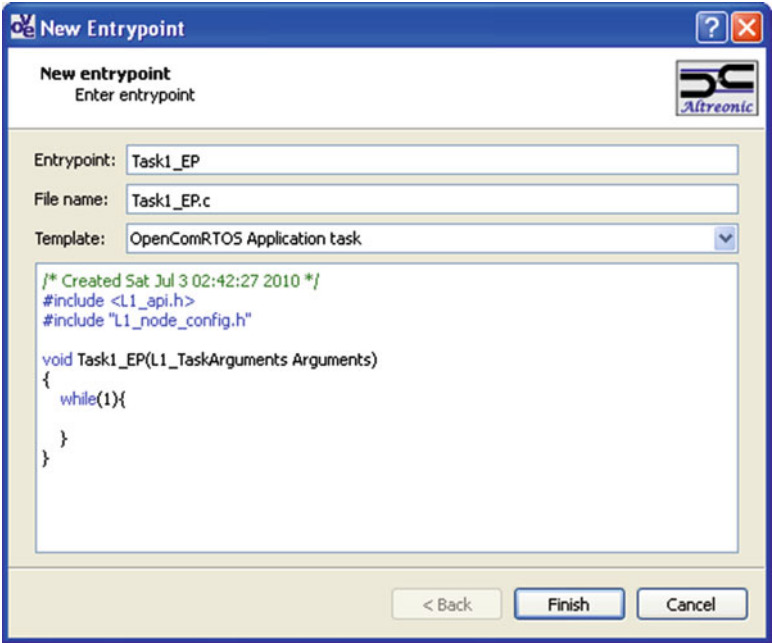 New Entrypoint
New entrypoint
Enter entrypoint
Altreonic
Entrypoint: Task1_EP
File name: Task1_EP.c
Template: OpenComRTOS Application task
/* Created Sat Jul 3 02:42:27 2010 */
#include <L1_api.h>
#include "L1_node_config.h"
void Task1_EP(L1_TaskArguments Arguments)
{
while(1){
}
}
< Back Finish Cancel